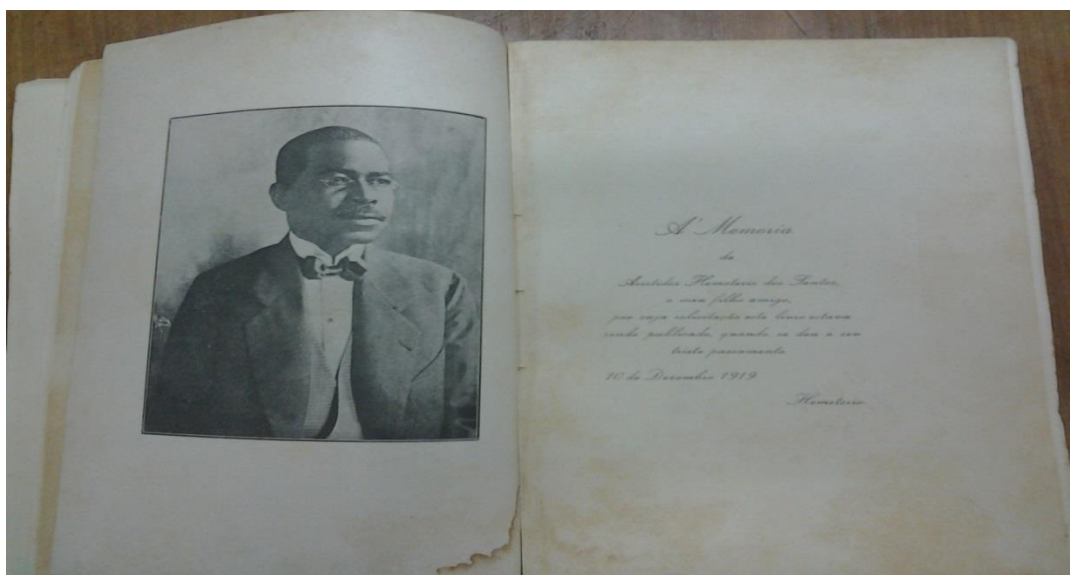 A' Memoria
de
Aristides Hemeterio dos Santos,
o meu filho amigo,
por cuja solicitação este livro estava
sendo publicado, quando se deu o seu
triste passamento.
10 de Dezembro 1919
Hemeterio